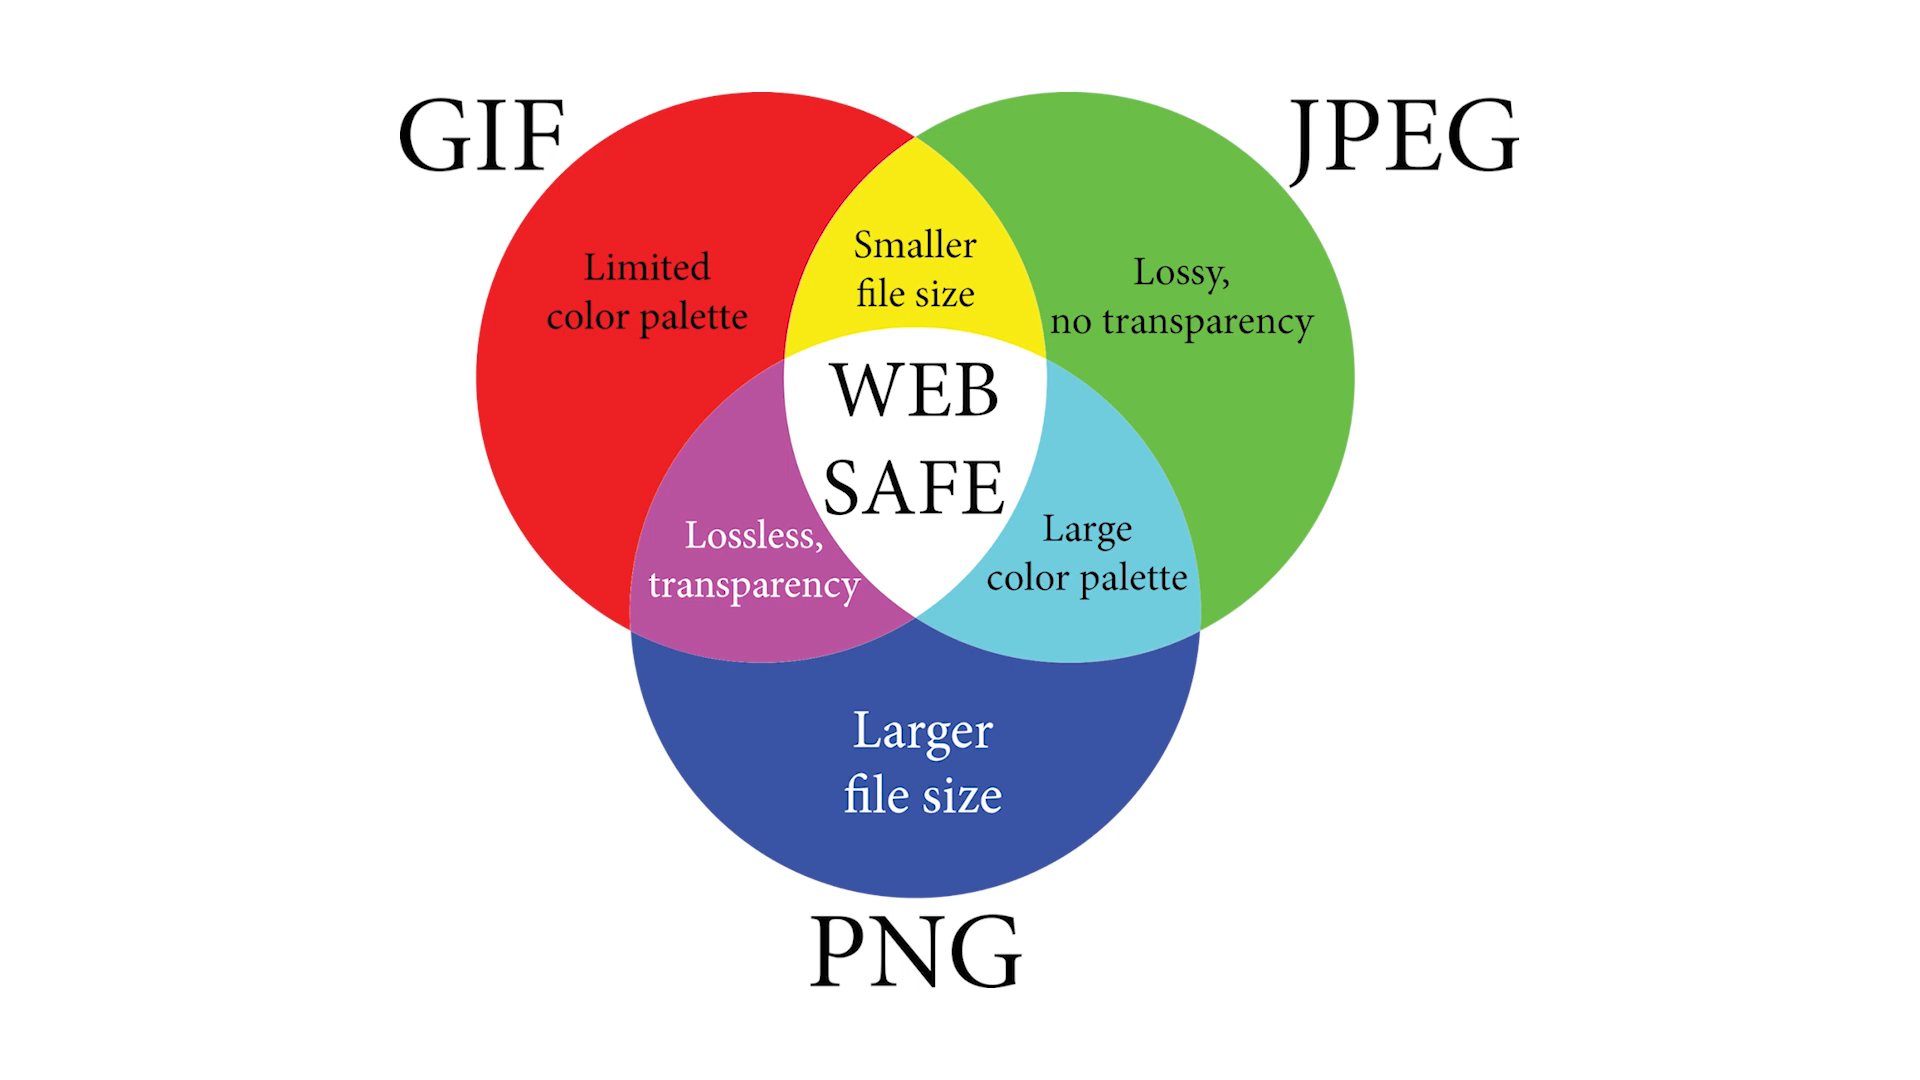 GIF
JPEG
Limited
color palette
Smaller
file size
Lossy,
no transparency
WEB
SAFE
Lossless,
transparency
Large
color palette
Larger
file size
PNG